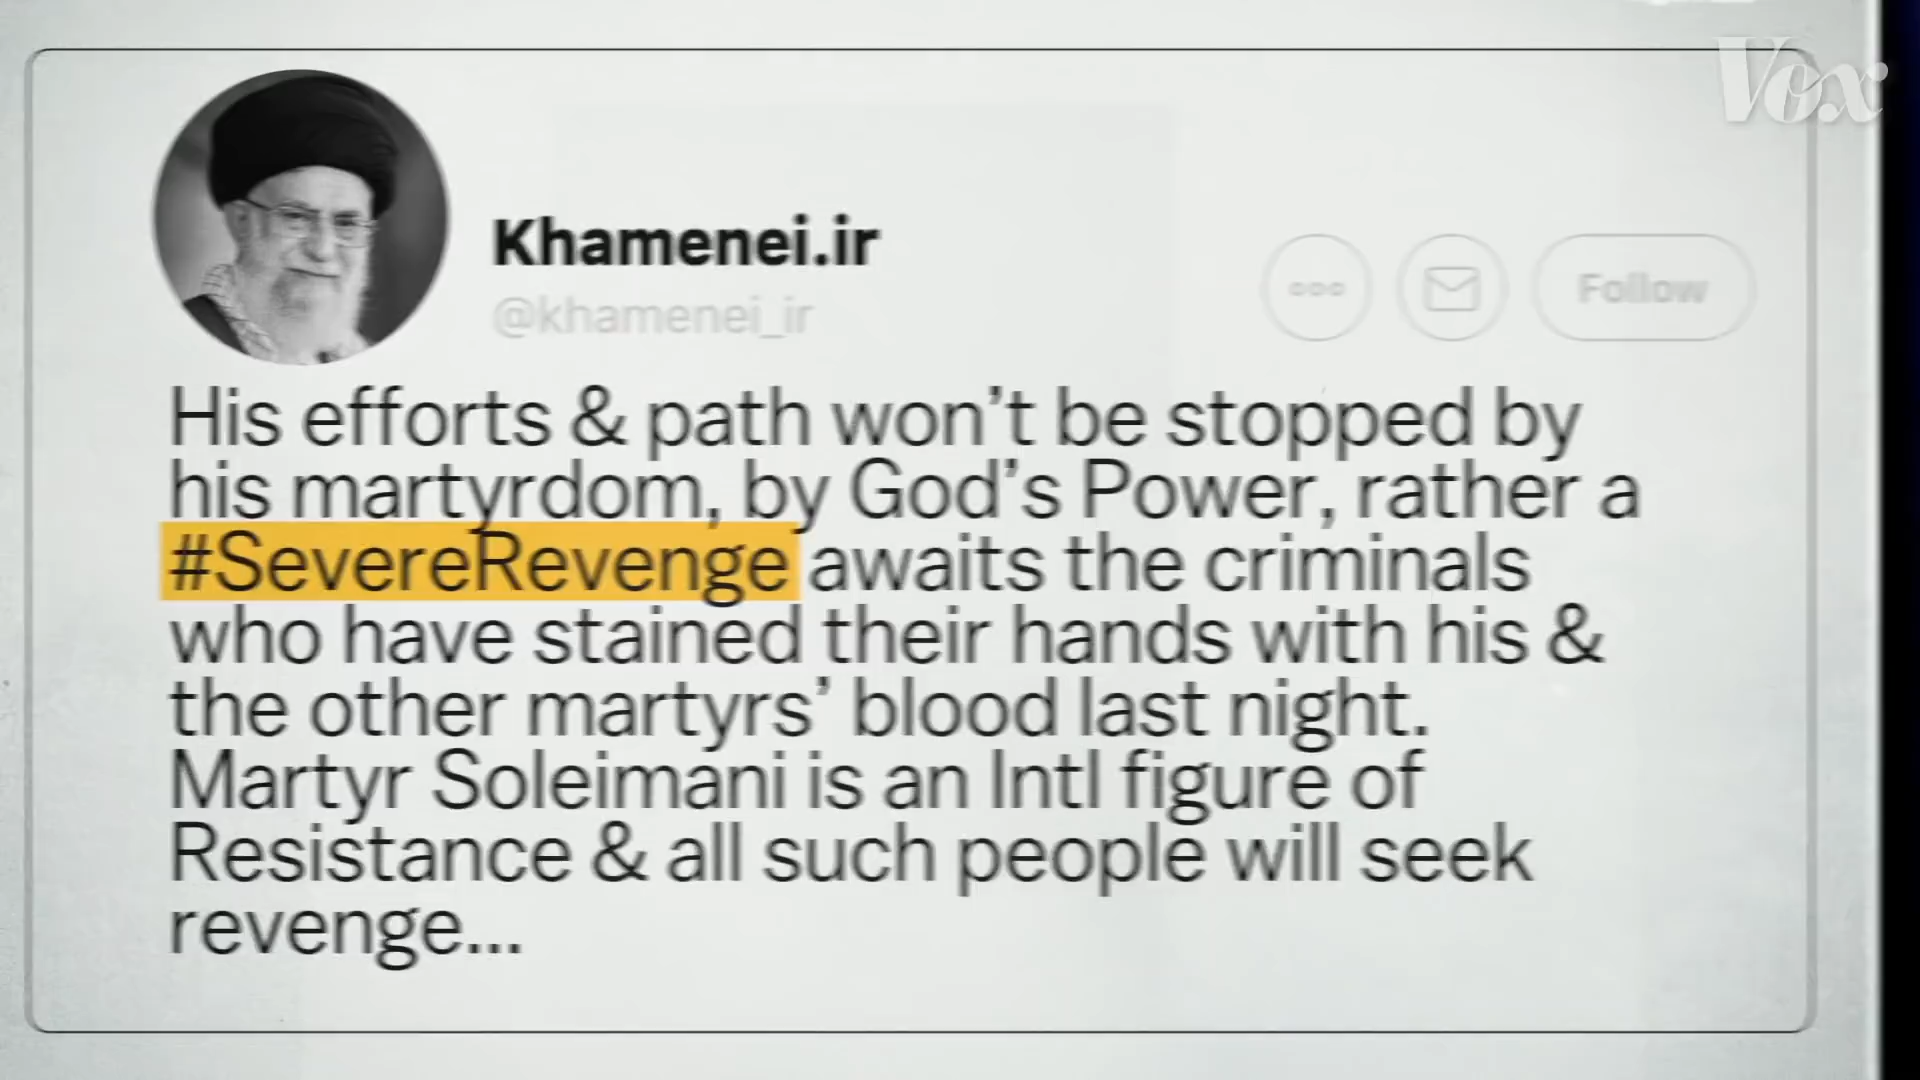 Vox
Khamenei.ir
@khamenei_ir
Follow
His efforts & path won’t be stopped by
his martyrdom, by God’s Power, rather a
#SevereRevenge awaits the criminals
who have stained their hands with his &
the other martyrs’ blood last night.
Martyr Soleimani is an Intl figure of
Resistance & all such people will seek
revenge...